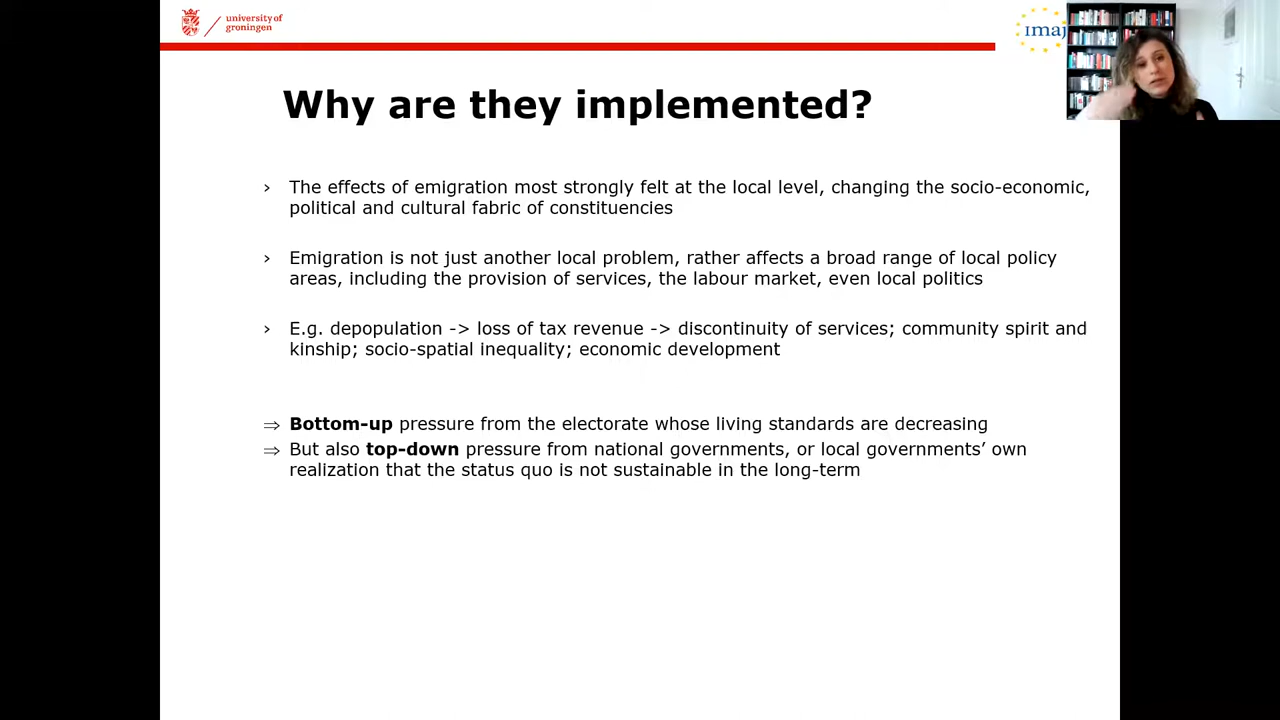 university of
groningen
imaj
Why are they implemented?
› The effects of emigration most strongly felt at the local level, changing the socio-economic,
political and cultural fabric of constituencies
› Emigration is not just another local problem, rather affects a broad range of local policy
areas, including the provision of services, the labour market, even local politics
› E.g. depopulation -> loss of tax revenue -> discontinuity of services; community spirit and
kinship; socio-spatial inequality; economic development
⇒ Bottom-up pressure from the electorate whose living standards are decreasing
⇒ But also top-down pressure from national governments, or local governments’ own
realization that the status quo is not sustainable in the long-term